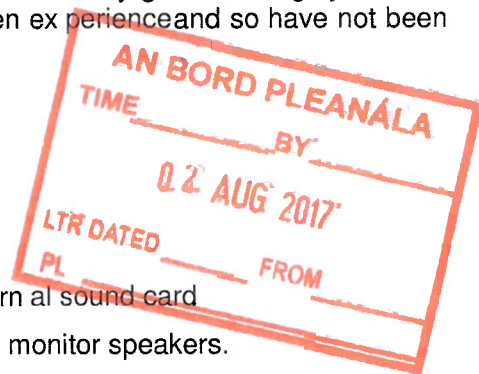 en ex perienceand so have not been
AN BORD PLEANÁLA
TIME BY
02 AUG 2017
LTR DATED FROM
PL
rn al sound card
monitor speakers.